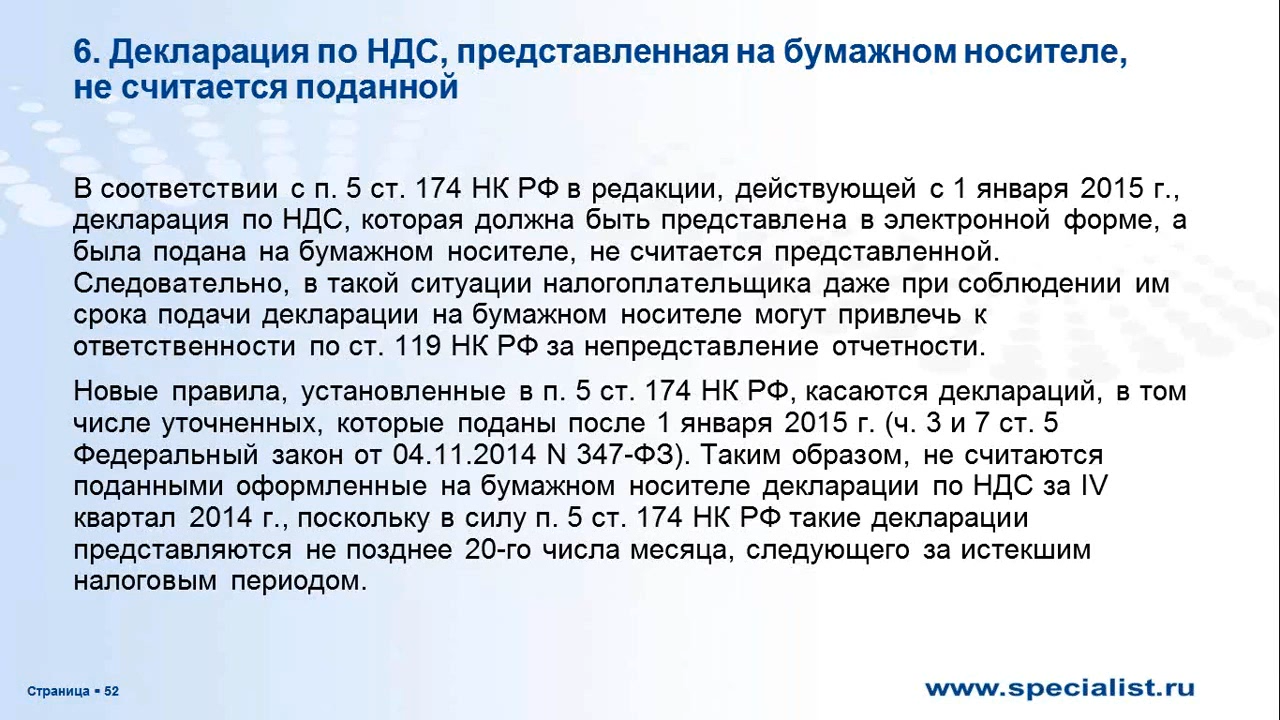 6. Декларация по НДС, представленная на бумажном носителе,
не считается поданной
В соответствии с п. 5 ст. 174 НК РФ в редакции, действующей с 1 января 2015 г.,
декларация по НДС, которая должна быть представлена в электронной форме, а
была подана на бумажном носителе, не считается представленной.
Следовательно, в такой ситуации налогоплательщика даже при соблюдении им
срока подачи декларации на бумажном носителе могут привлечь к
ответственности по ст. 119 НК РФ за непредставление отчетности.
Новые правила, установленные в п. 5 ст. 174 НК РФ, касаются деклараций, в том
числе уточненных, которые поданы после 1 января 2015 г. (ч. 3 и 7 ст. 5
Федеральный закон от 04.11.2014 N 347-ФЗ). Таким образом, не считаются
поданными оформленные на бумажном носителе декларации по НДС за IV
квартал 2014 г., поскольку в силу п. 5 ст. 174 НК РФ такие декларации
представляются не позднее 20-го числа месяца, следующего за истекшим
налоговым периодом.
Страница ▪ 52
www.specialist.ru